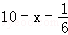 10 − x − 1/6